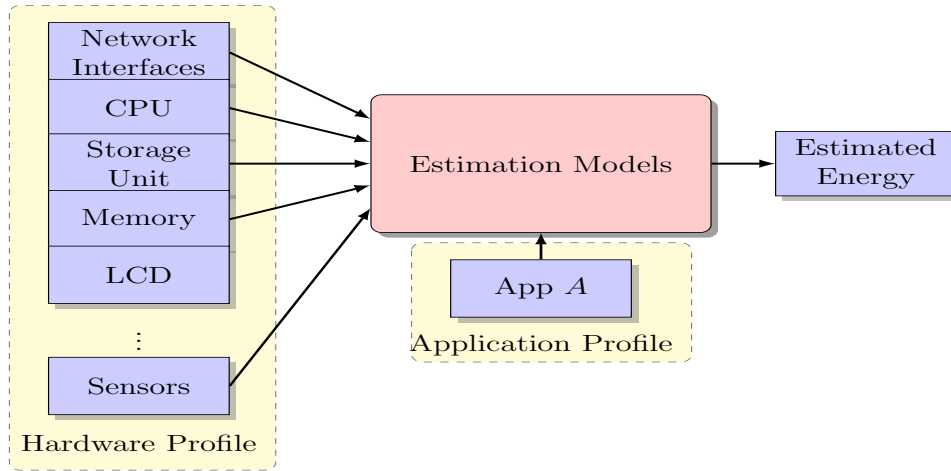 Network
Interfaces
CPU
Storage
Unit
Memory
LCD
⋮
Sensors
Hardware Profile
Estimation Models
App A
Application Profile
Estimated
Energy